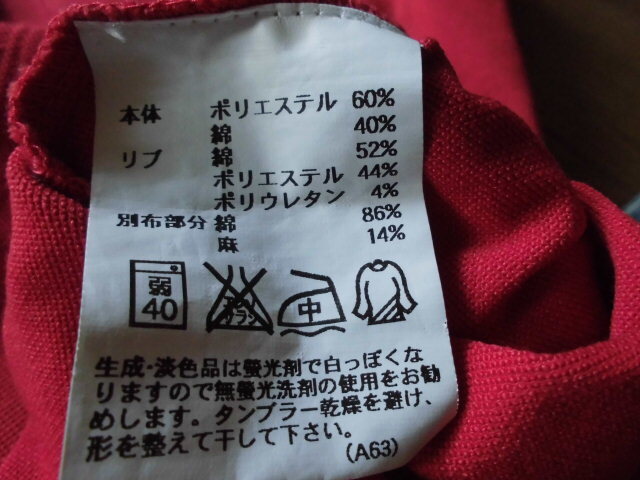 本体 ポリエステル 60%
綿 40%
リブ 綿 52%
ポリエステル 44%
ポリウレタン 4%
別布部分 綿 86%
麻 14%
弱
40
中
生成・淡色品は螢光剤で白っぽくな
りますので無螢光洗剤の使用をお勧
めします。タンブラー乾燥を避け、
形を整えて干して下さい。
(A63)